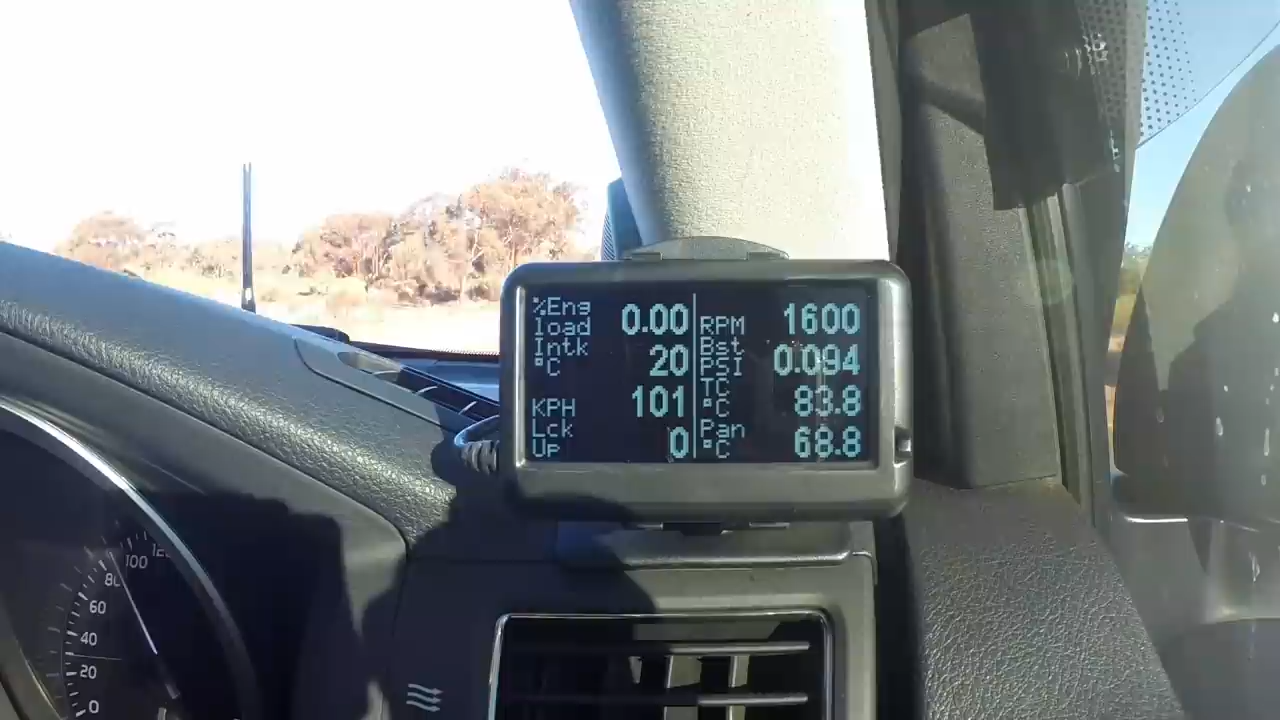 %Eng
load 0.00
Intk
°C 20
KPH 101
Lck
Up 0
RPM 1600
Bst
PSI 0.094
TC
°C 83.8
Pan
°C 68.8
100
80
60
40
20
0